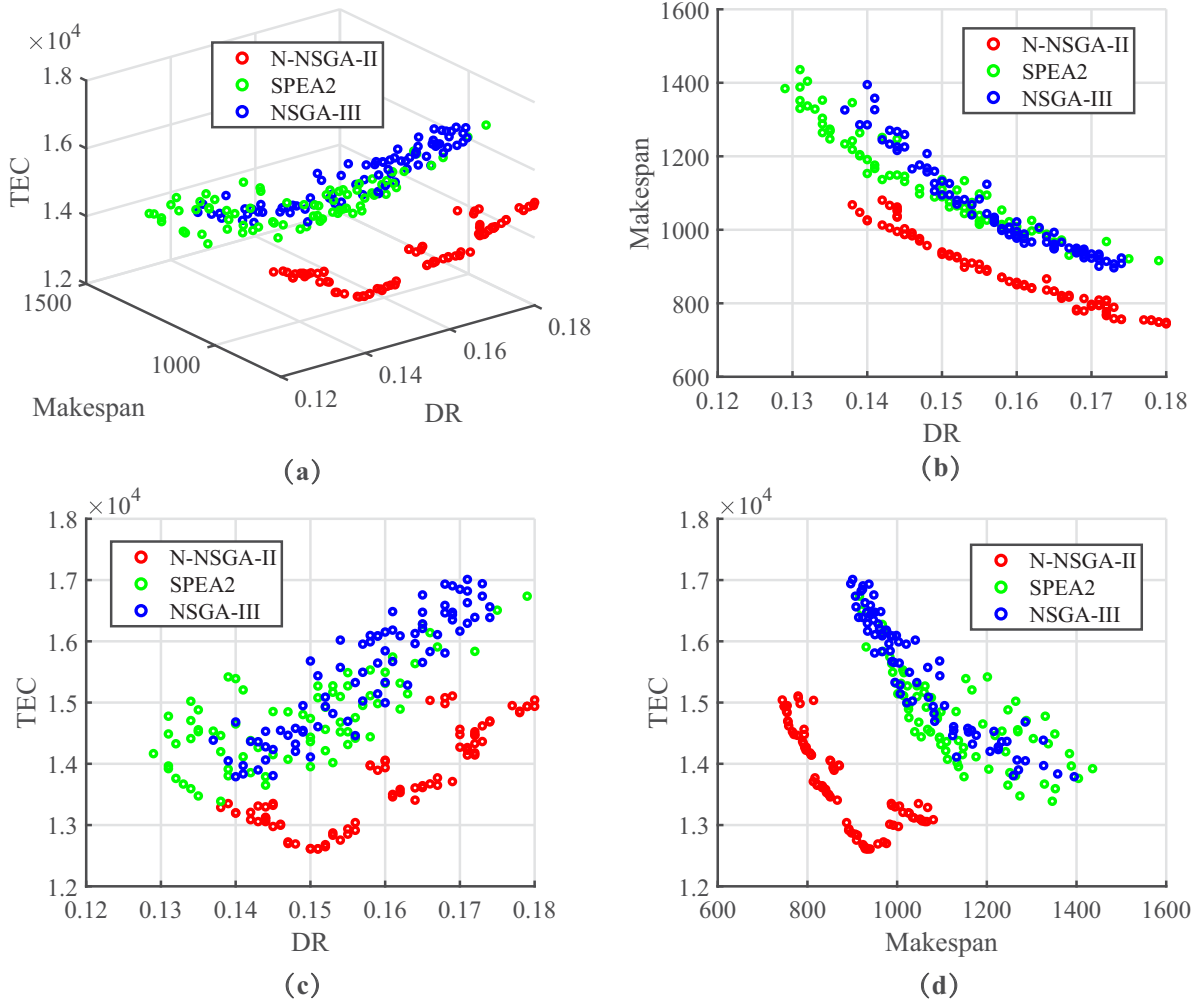 ×10⁴
1.8
1.6
1.4
1.2
TEC
1500
1000
Makespan
0.12
0.14
0.16
0.18
DR
N-NSGA-II
SPEA2
NSGA-III
(a)
1600
1400
1200
1000
800
600
Makespan
N-NSGA-II
SPEA2
NSGA-III
0.12 0.13 0.14 0.15 0.16 0.17 0.18
DR
(b)
×10⁴
1.8
1.7
1.6
1.5
1.4
1.3
1.2
TEC
N-NSGA-II
SPEA2
NSGA-III
0.12 0.13 0.14 0.15 0.16 0.17 0.18
DR
(c)
×10⁴
1.8
1.7
1.6
1.5
1.4
1.3
1.2
TEC
N-NSGA-II
SPEA2
NSGA-III
600 800 1000 1200 1400 1600
Makespan
(d)